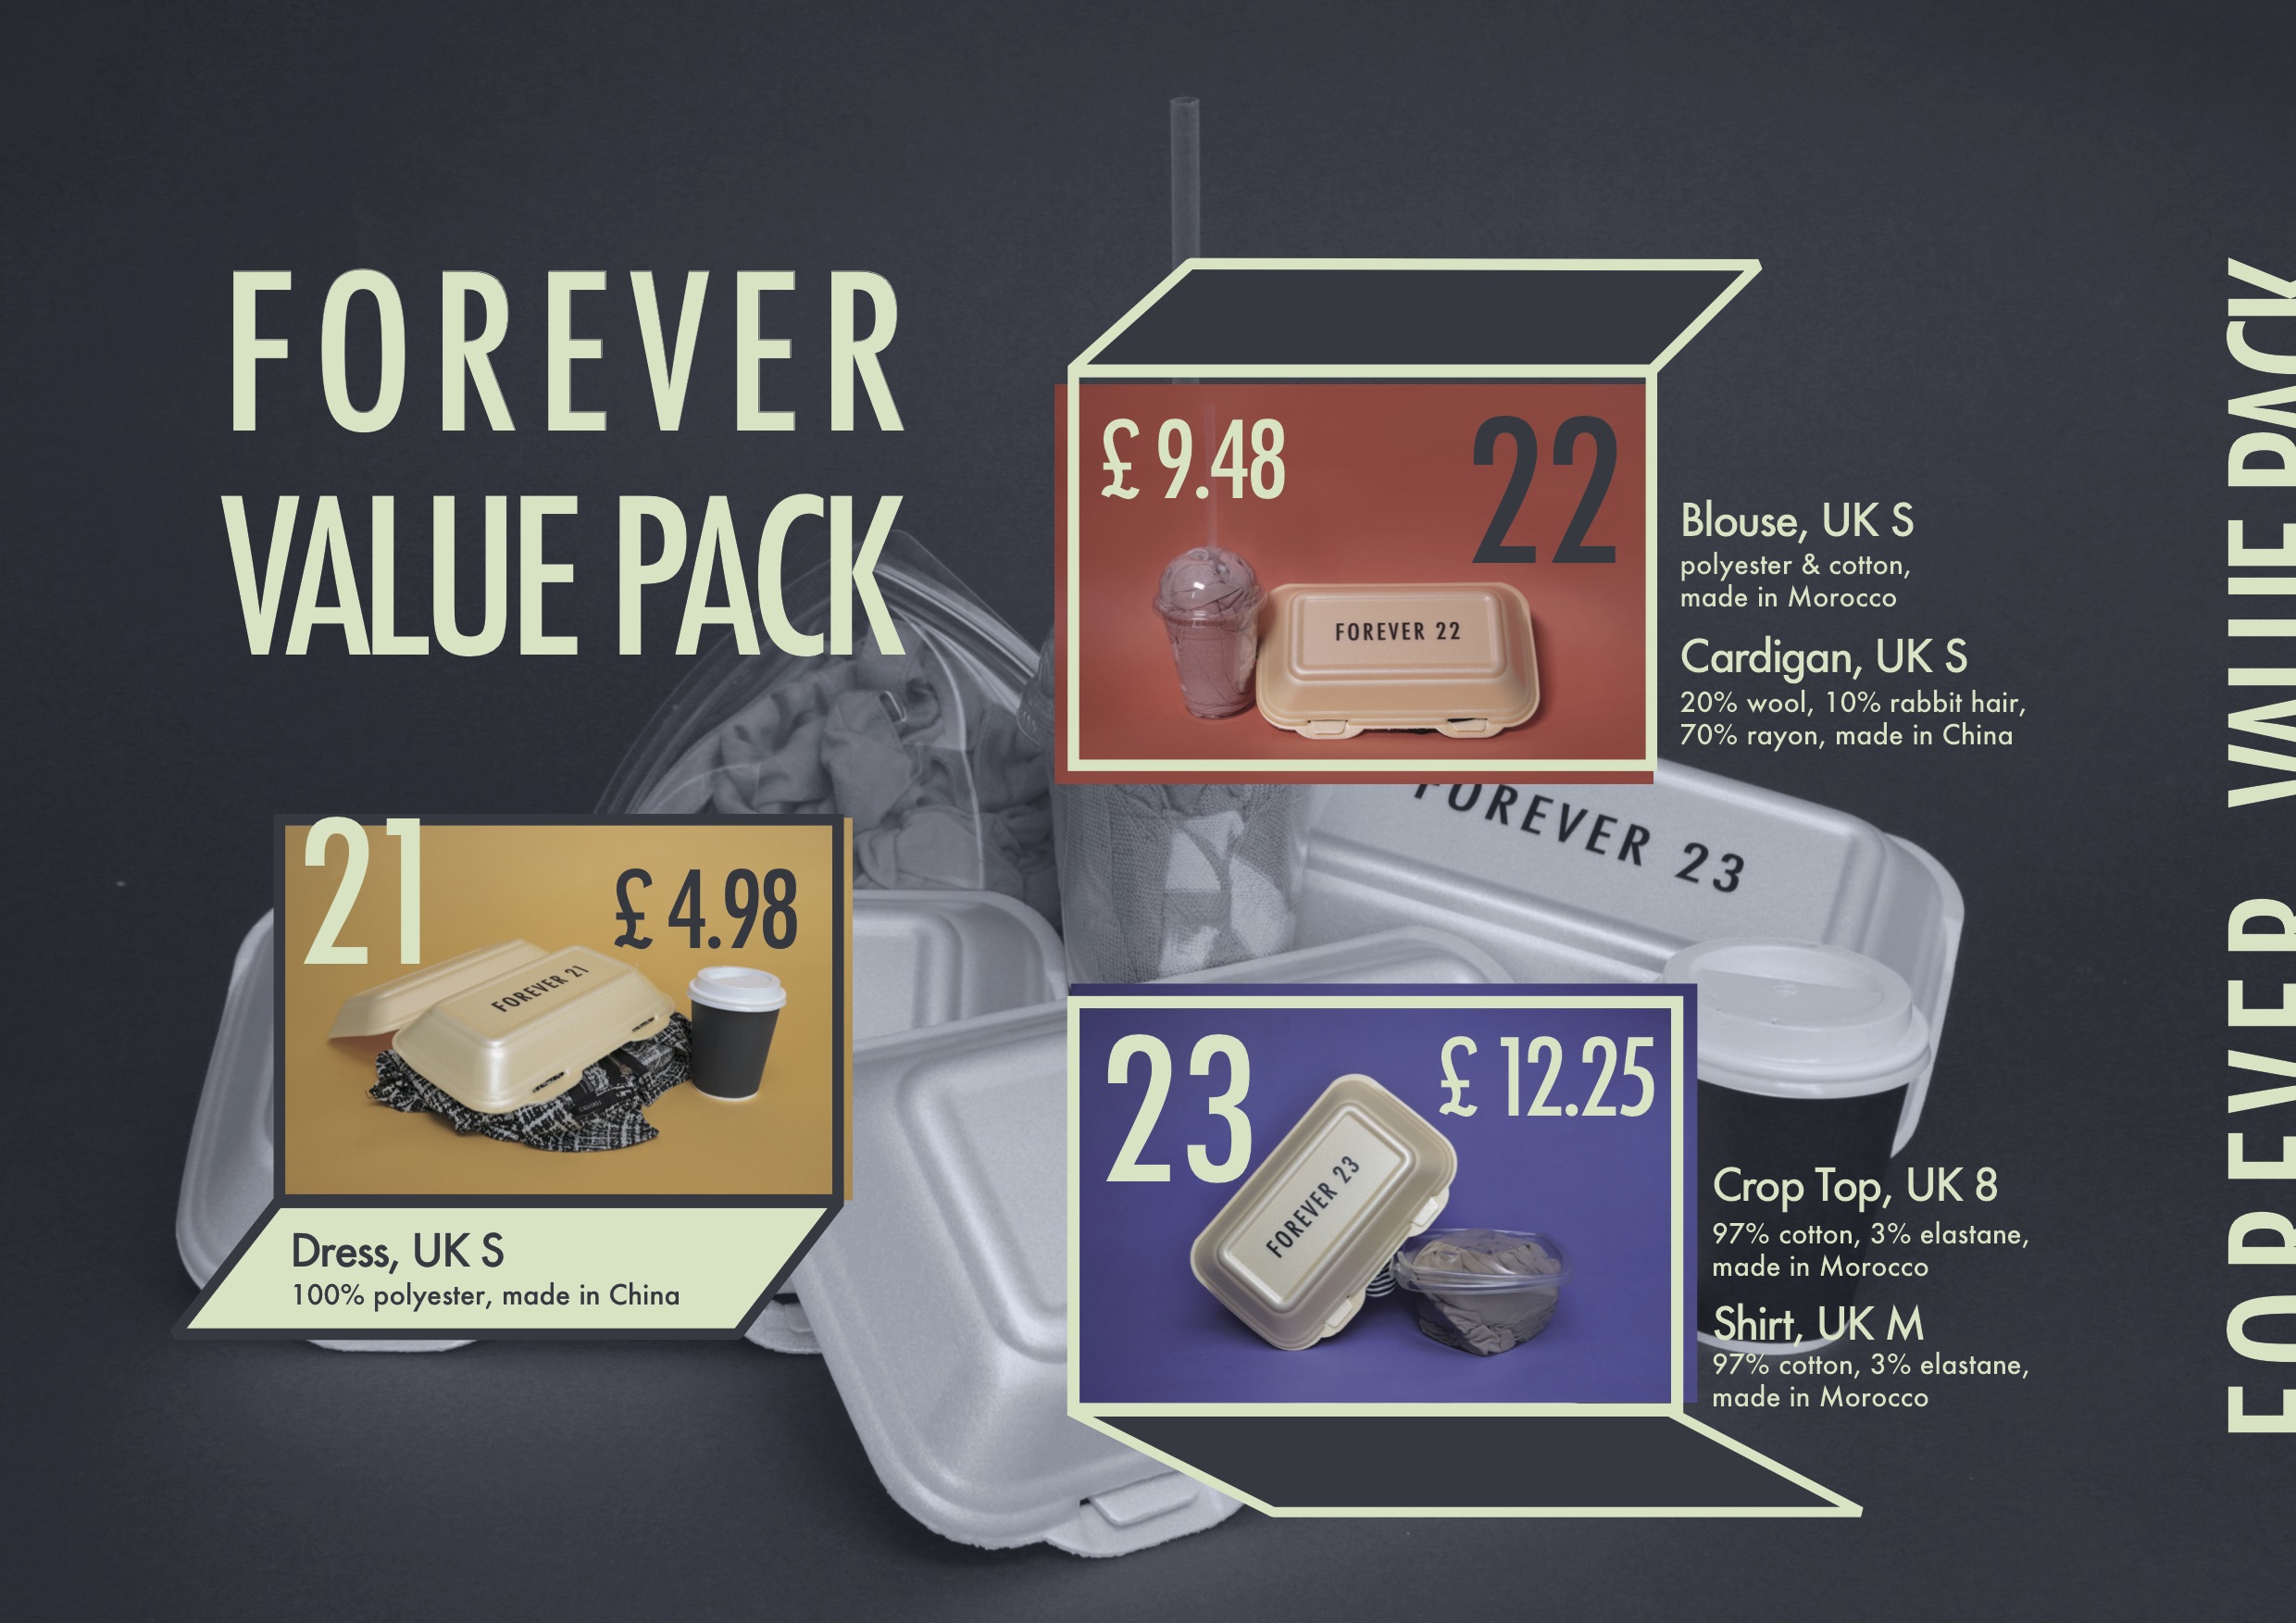 FOREVER
VALUE PACK
£ 9.48
22
FOREVER 22
Blouse, UK S
polyester & cotton,
made in Morocco
Cardigan, UK S
20% wool, 10% rabbit hair,
70% rayon, made in China
FOREVER 23
21
£ 4.98
FOREVER 21
Dress, UK S
100% polyester, made in China
23
£ 12.25
FOREVER 23
Crop Top, UK 8
97% cotton, 3% elastane,
made in Morocco
Shirt, UK M
97% cotton, 3% elastane,
made in Morocco
FOREVER VALUE PACK